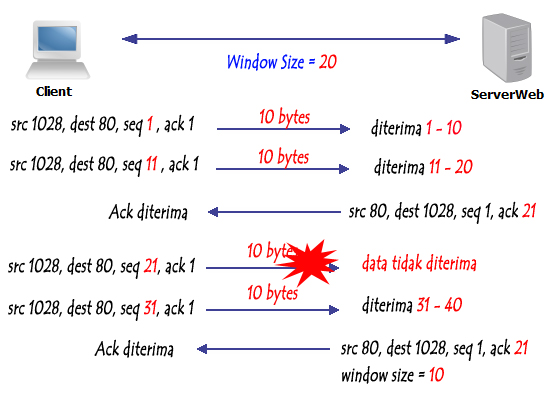 Window Size = 20
Client
ServerWeb
src 1028, dest 80, seq 1 , ack 1
10 bytes
diterima 1 - 10
src 1028, dest 80, seq 11 , ack 1
10 bytes
diterima 11 - 20
Ack diterima
src 80, dest 1028, seq 1, ack 21
src 1028, dest 80, seq 21, ack 1
10 bytes
data tidak diterima
src 1028, dest 80, seq 31, ack 1
10 bytes
diterima 31 - 40
Ack diterima
src 80, dest 1028, seq 1, ack 21
window size = 10